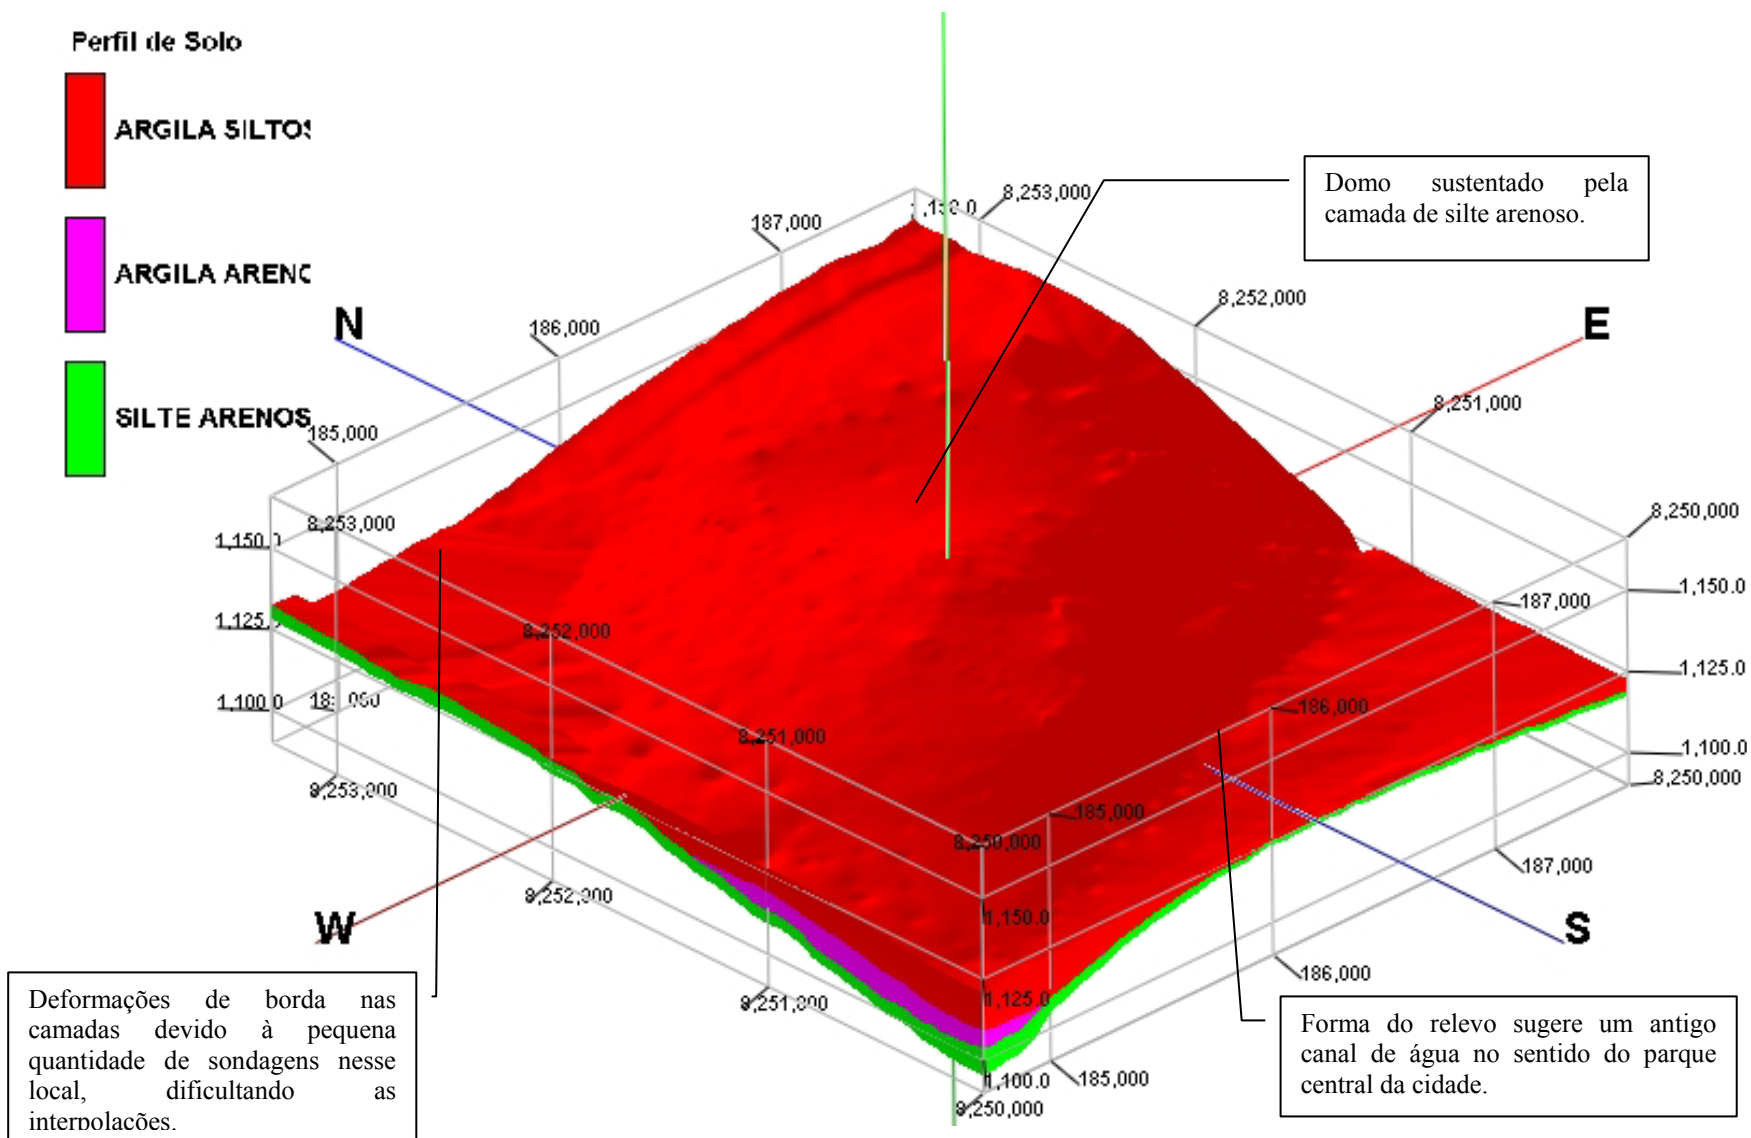 Perfil de Solo
ARGILA SILTOS
ARGILA ARENC
SILTE ARENOS
Domo sustentado pela
camada de silte arenoso.
N
E
W
S
8,253,000
187,000
8,252,000
186,000
8,251,000
185,000
8,250,000
8,253,000
1,150.0
1,150.0
187,000
1,125.0
8,252,000
1,125.0
1,100.0
186,000
1,100.0
8,251,000
8,250,000
8,253,000
185,000
8,250,000
187,000
8,252,000
1,150.0
186,000
8,251,000
1,125.0
185,000
1,100.0
8,250,000
Deformações de borda nas
camadas devido à pequena
quantidade de sondagens nesse
local, dificultando as
interpolações.
Forma do relevo sugere um antigo
canal de água no sentido do parque
central da cidade.